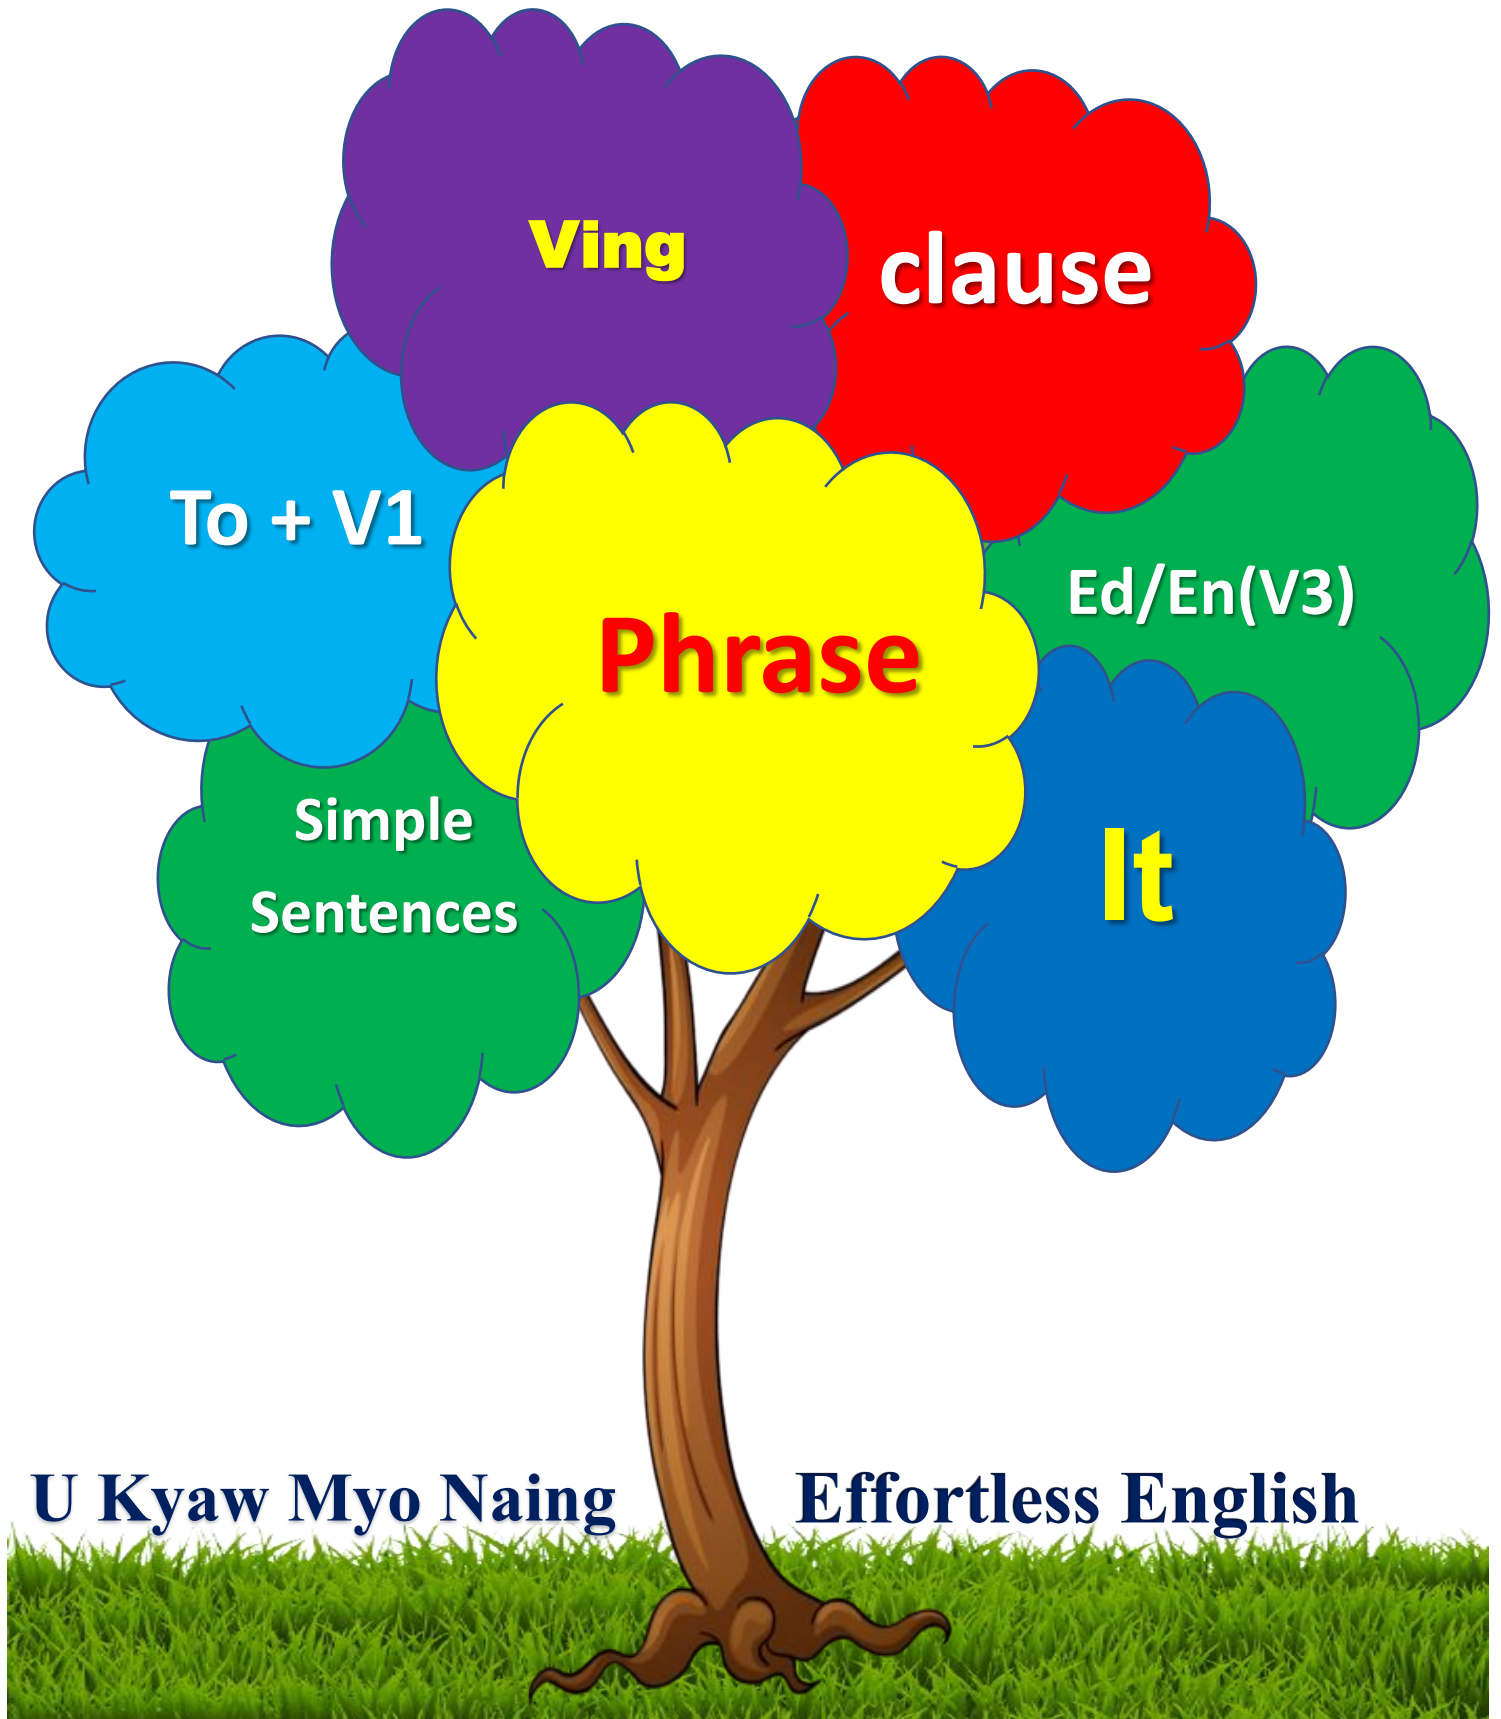 Ving
clause
To + V1
Ed/En(V3)
Phrase
Simple
Sentences
It
U Kyaw Myo Naing
Effortless English